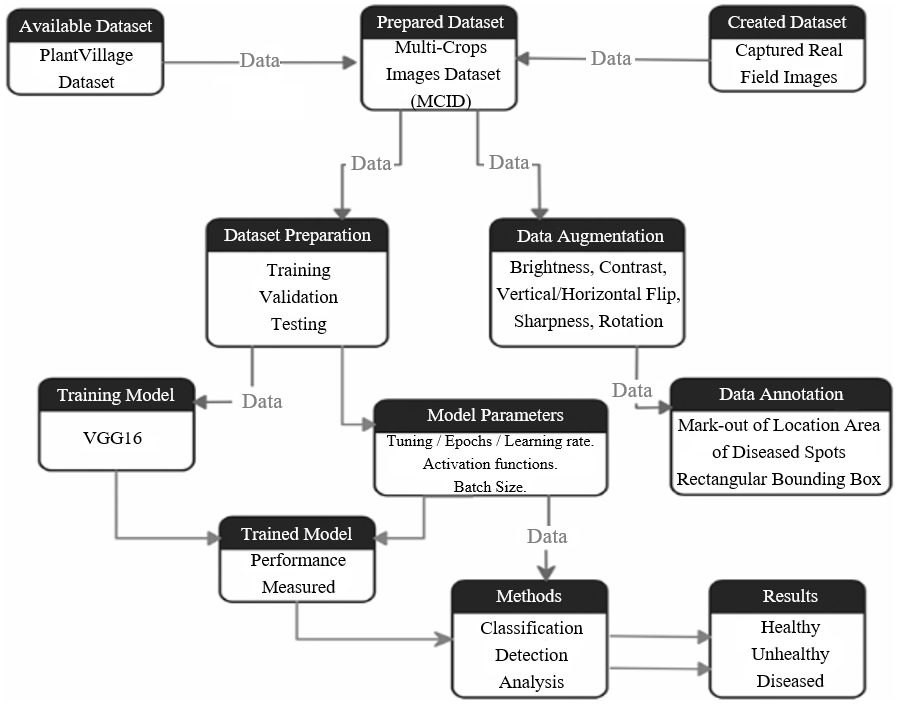 Available Dataset
PlantVillage
Dataset
Data
Prepared Dataset
Multi-Crops
Images Dataset
(MCID)
Data
Created Dataset
Captured Real
Field Images
Data
Data
Dataset Preparation
Training
Validation
Testing
Data Augmentation
Brightness, Contrast,
Vertical/Horizontal Flip,
Sharpness, Rotation
Training Model
VGG16
Data
Model Parameters
Tuning / Epochs / Learning rate.
Activation functions.
Batch Size.
Data
Data Annotation
Mark-out of Location Area
of Diseased Spots
Rectangular Bounding Box
Trained Model
Performance
Measured
Data
Methods
Classification
Detection
Analysis
Results
Healthy
Unhealthy
Diseased